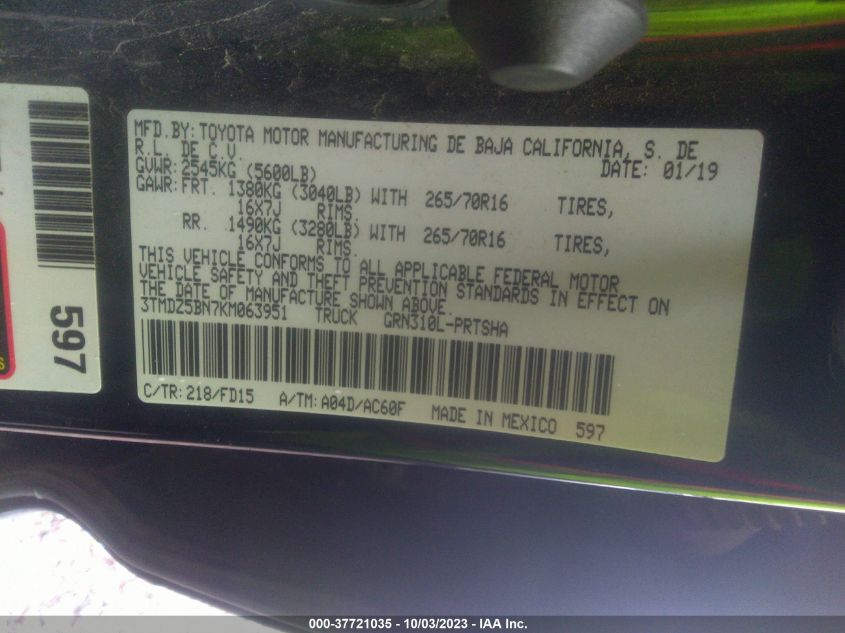 MFD.BY: TOYOTA MOTOR MANUFACTURING DE BAJA CALIFORNIA, S. DE
R.L. DE C.V. DATE: 01/19
GVWR: 2545KG (5600LB)
GAWR: FRT. 1380KG (3040LB) WITH 265/70R16 TIRES,
16X7J RIMS.
RR. 1490KG (3280LB) WITH 265/70R16 TIRES,
16X7J RIMS.
THIS VEHICLE CONFORMS TO ALL APPLICABLE FEDERAL MOTOR
VEHICLE SAFETY AND THEFT PREVENTION STANDARDS IN EFFECT ON
THE DATE OF MANUFACTURE SHOWN ABOVE.
3TMDZ5BN7KM063951 TRUCK GRN310L-PRTSHA
C/TR: 218/FD15 A/TM: A04D/AC60F MADE IN MEXICO 597
597
000-37721035 - 10/03/2023 - IAA Inc.